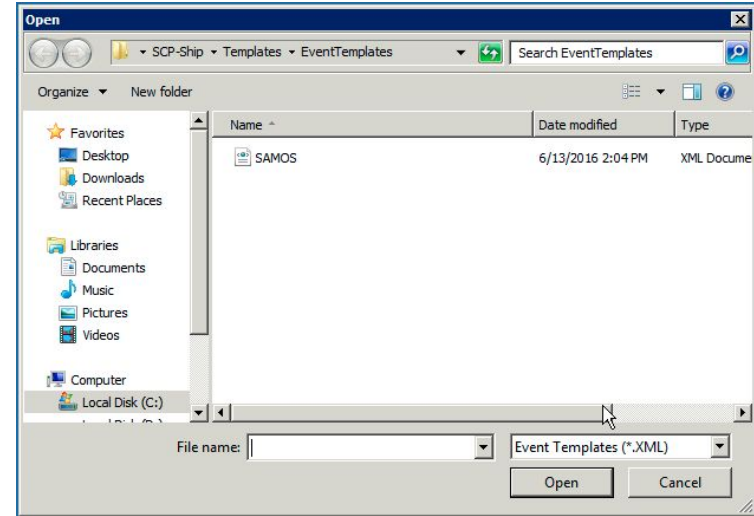 Open
SCP-Ship Templates EventTemplates Search EventTemplates
Organize New folder
Name Date modified Type
Favorites
Desktop
Downloads
Recent Places
Libraries
Documents
Music
Pictures
Videos
Computer
Local Disk (C:)
SAMOS 6/13/2016 2:04 PM XML Docume
File name: Event Templates (*.XML)
Open Cancel